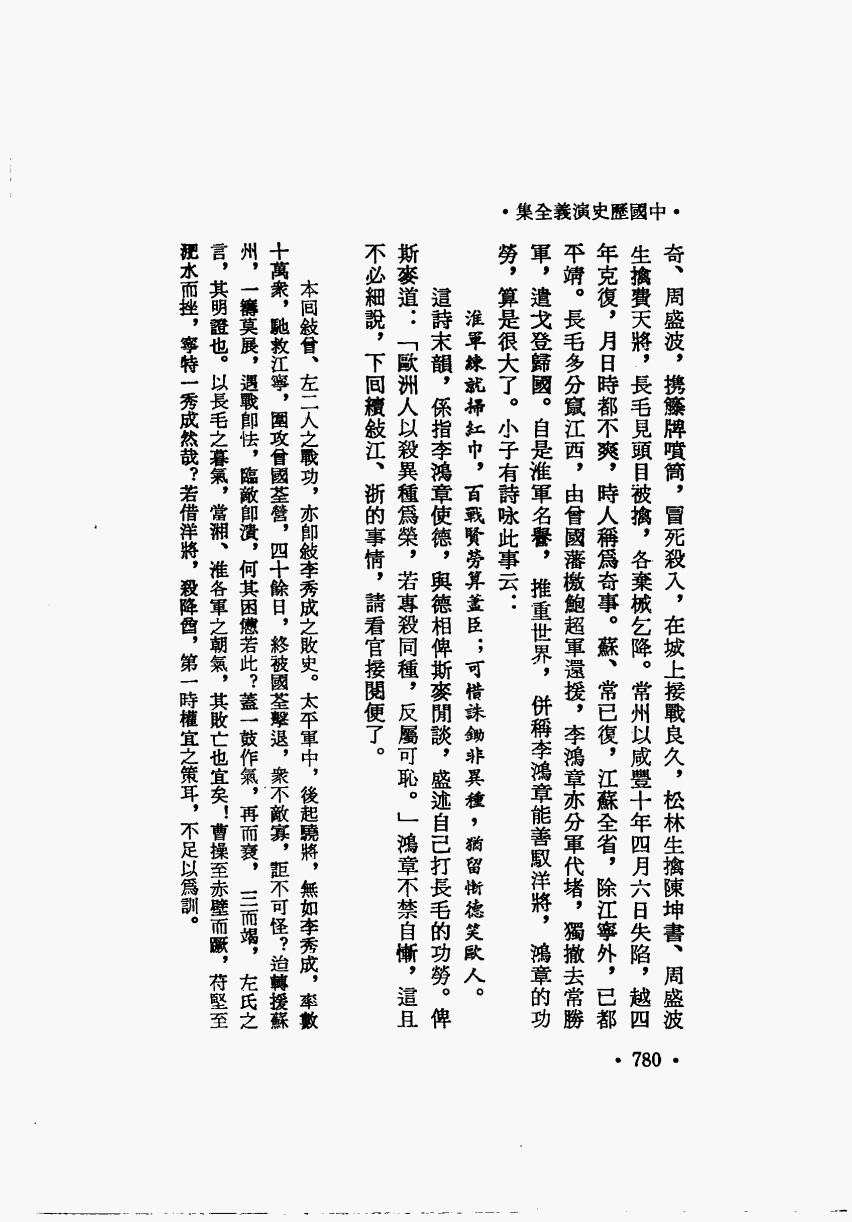 •中國歷史演義全集•
奇、周盛波，携籐牌噴筒，冒死殺入，在城上接戰良久，松林生擒陳坤書、周盛波
生擒費天將，長毛見頭目被擒，各棄械乞降。常州以咸豐十年四月六日失陷，越四
年克復，月日時都不爽，時人稱爲奇事。蘇、常已復，江蘇全省，除江寧外，已都
平靖。長毛多分竄江西，由曾國藩檄鮑超軍還援，李鴻章亦分軍代堵，獨撤去常勝
軍，遣戈登歸國。自是淮軍名譽，推重世界，併稱李鴻章能善馭洋將，鴻章的功
勞，算是很大了。小子有詩咏此事云：
淮軍練就掃紅巾，百戰賢勞算藎臣；可惜誅鋤非異種，猶留慚德笑歐人。
這詩末韻，係指李鴻章使德，與德相俾斯麥閒談，盛述自己打長毛的功勞。俾
斯麥道：「歐洲人以殺異種爲榮，若專殺同種，反屬可恥。」鴻章不禁自慚，這且
不必細說，下回續敍江、浙的事情，請看官接閱便了。
本回敍曾、左二人之戰功，亦卽敍李秀成之敗史。太平軍中，後起驍將，無如李秀成，率數
十萬衆，馳救江寧，圍攻曾國荃營，四十餘日，終被國荃擊退，衆不敵寡，詎不可怪？迨轉援蘇
州，一籌莫展，遇戰卽怯，臨敵卽潰，何其困憊若此？蓋一鼓作氣，再而衰，三而竭，左氏之
言，其明證也。以長毛之暮氣，當湘、淮各軍之朝氣，其敗亡也宜矣！曹操至赤壁而蹶，苻堅至
淝水而挫，寧特一秀成然哉？若借洋將，殺降酋，第一時權宜之策耳，不足以爲訓。
•780•